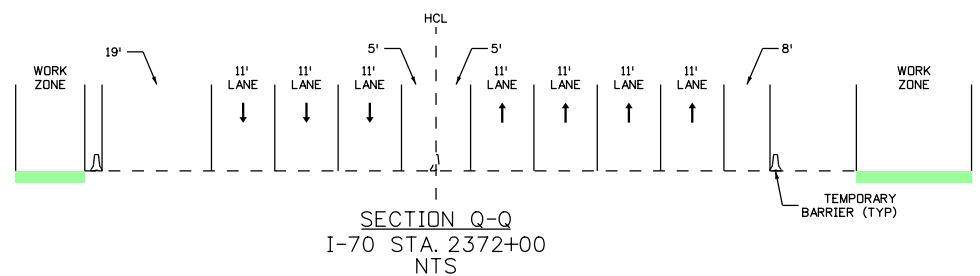 HCL
19'
5'
5'
8'
WORK
ZONE
11'
LANE
11'
LANE
11'
LANE
11'
LANE
11'
LANE
11'
LANE
11'
LANE
WORK
ZONE
TEMPORARY
BARRIER (TYP)
SECTION Q-Q
I-70 STA. 2372+00
NTS